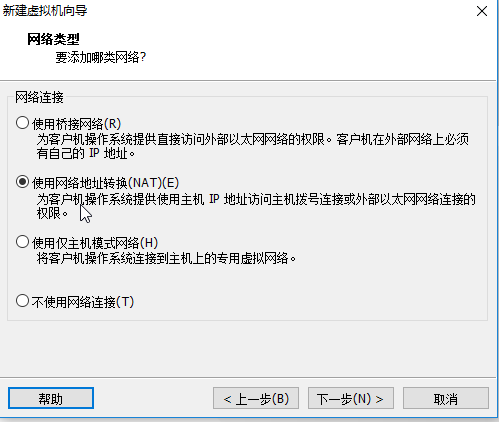 新建虚拟机向导
网络类型
要添加哪类网络?
网络连接
使用桥接网络(R)
为客户机操作系统提供直接访问外部以太网网络的权限。客户机在外部网络上必须
有自己的 IP 地址。
使用网络地址转换(NAT)(E)
为客户机操作系统提供使用主机 IP 地址访问主机拨号连接或外部以太网网络连接的
权限。
使用仅主机模式网络(H)
将客户机操作系统连接到主机上的专用虚拟网络。
不使用网络连接(T)
帮助
< 上一步(B)
下一步(N) >
取消